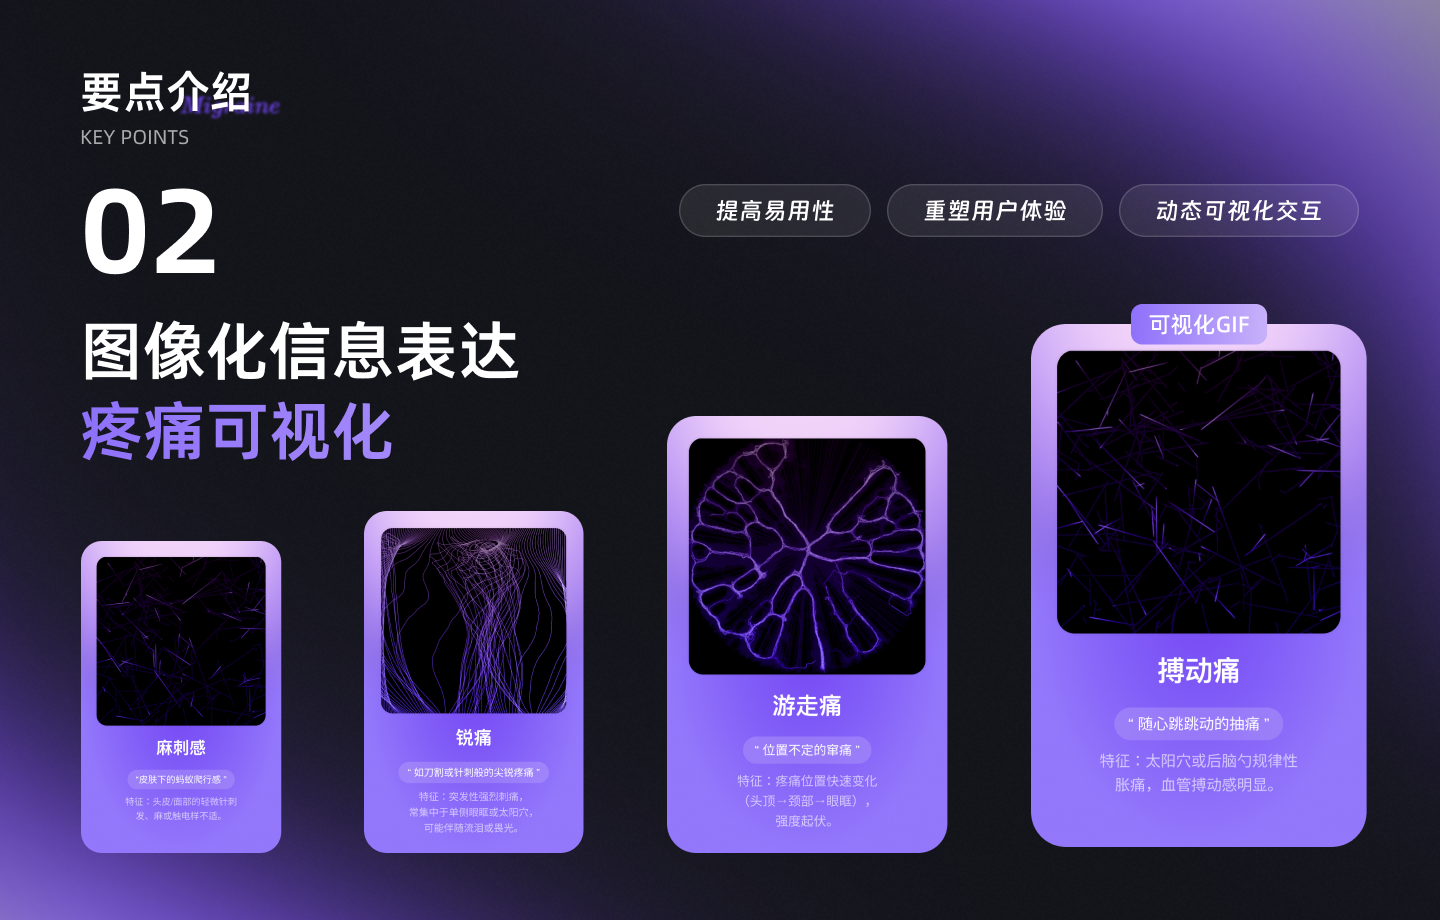 要点介绍
Migraine
KEY POINTS
02
图像化信息表达
疼痛可视化
提高易用性
重塑用户体验
动态可视化交互
麻刺感
“皮肤下的蚂蚁爬行感 ”
特征：头皮/面部的轻微针刺
发、麻或触电样不适。
锐痛
“ 如刀割或针刺般的尖锐疼痛 ”
特征：突发性强烈刺痛，
常集中于单侧眼眶或太阳穴，
可能伴随流泪或畏光。
游走痛
“ 位置不定的窜痛 ”
特征：疼痛位置快速变化
（头顶→颈部→眼眶），
强度起伏。
可视化GIF
搏动痛
“ 随心跳跳动的抽痛 ”
特征：太阳穴或后脑勺规律性
胀痛，血管搏动感明显。